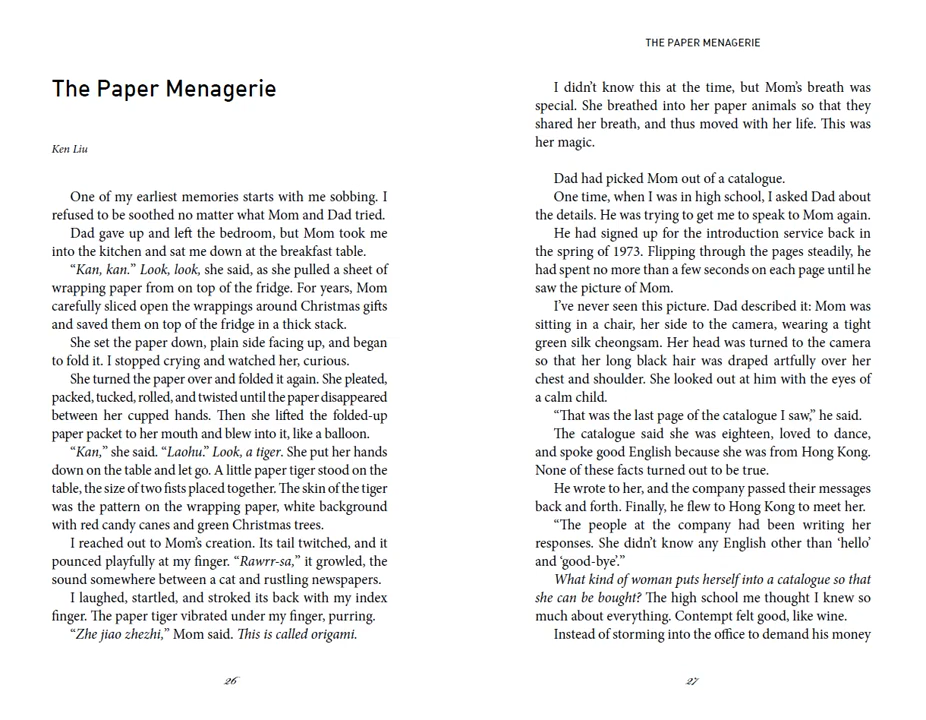 The Paper Menagerie
Ken Liu
One of my earliest memories starts with me sobbing. I
refused to be soothed no matter what Mom and Dad tried.
Dad gave up and left the bedroom, but Mom took me
into the kitchen and sat me down at the breakfast table.
“Kan, kan.” Look, look, she said, as she pulled a sheet of
wrapping paper from on top of the fridge. For years, Mom
carefully sliced open the wrappings around Christmas gifts
and saved them on top of the fridge in a thick stack.
She set the paper down, plain side facing up, and began
to fold it. I stopped crying and watched her, curious.
She turned the paper over and folded it again. She pleated,
packed, tucked, rolled, and twisted until the paper disappeared
between her cupped hands. Then she lifted the folded-up
paper packet to her mouth and blew into it, like a balloon.
“Kan,” she said. “Laohu.” Look, a tiger. She put her hands
down on the table and let go. A little paper tiger stood on the
table, the size of two fists placed together. The skin of the tiger
was the pattern on the wrapping paper, white background
with red candy canes and green Christmas trees.
I reached out to Mom’s creation. Its tail twitched, and it
pounced playfully at my finger. “Rawrr-sa,” it growled, the
sound somewhere between a cat and rustling newspapers.
I laughed, startled, and stroked its back with my index
finger. The paper tiger vibrated under my finger, purring.
“Zhe jiao zhezhi,” Mom said. This is called origami.
26
THE PAPER MENAGERIE
I didn’t know this at the time, but Mom’s breath was
special. She breathed into her paper animals so that they
shared her breath, and thus moved with her life. This was
her magic.
Dad had picked Mom out of a catalogue.
One time, when I was in high school, I asked Dad about
the details. He was trying to get me to speak to Mom again.
He had signed up for the introduction service back in
the spring of 1973. Flipping through the pages steadily, he
had spent no more than a few seconds on each page until he
saw the picture of Mom.
I’ve never seen this picture. Dad described it: Mom was
sitting in a chair, her side to the camera, wearing a tight
green silk cheongsam. Her head was turned to the camera
so that her long black hair was draped artfully over her
chest and shoulder. She looked out at him with the eyes of
a calm child.
“That was the last page of the catalogue I saw,” he said.
The catalogue said she was eighteen, loved to dance,
and spoke good English because she was from Hong Kong.
None of these facts turned out to be true.
He wrote to her, and the company passed their messages
back and forth. Finally, he flew to Hong Kong to meet her.
“The people at the company had been writing her
responses. She didn’t know any English other than ‘hello’
and ‘good-bye’.”
What kind of woman puts herself into a catalogue so that
she can be bought? The high school me thought I knew so
much about everything. Contempt felt good, like wine.
Instead of storming into the office to demand his money
27